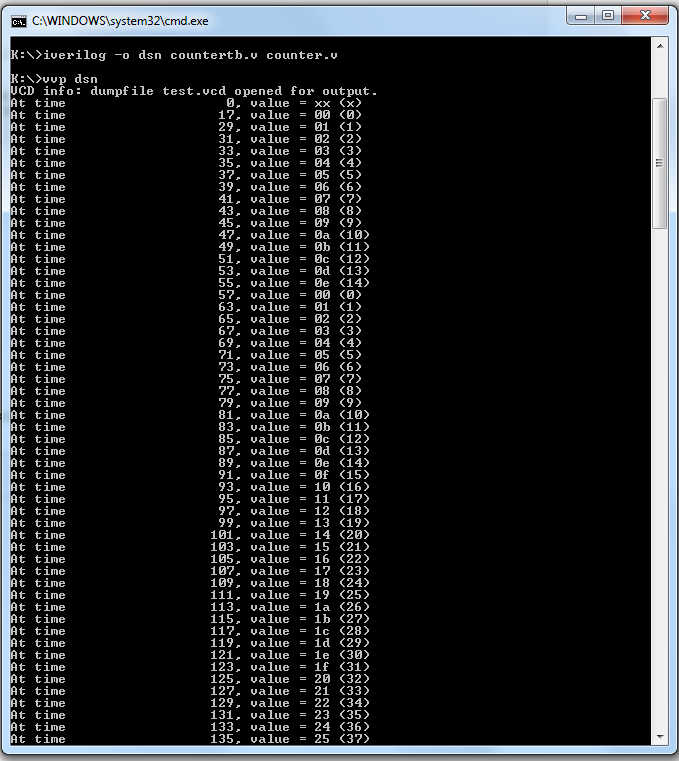 C:\WINDOWS\system32\cmd.exe
K:\>iverilog -o dsn countertb.v counter.v
K:\>vvp dsn
VCD info: dumpfile test.vcd opened for output.
At time                    0, value = xx (x)
At time                   17, value = 00 (0)
At time                   29, value = 01 (1)
At time                   31, value = 02 (2)
At time                   33, value = 03 (3)
At time                   35, value = 04 (4)
At time                   37, value = 05 (5)
At time                   39, value = 06 (6)
At time                   41, value = 07 (7)
At time                   43, value = 08 (8)
At time                   45, value = 09 (9)
At time                   47, value = 0a (10)
At time                   49, value = 0b (11)
At time                   51, value = 0c (12)
At time                   53, value = 0d (13)
At time                   55, value = 0e (14)
At time                   57, value = 00 (0)
At time                   63, value = 01 (1)
At time                   65, value = 02 (2)
At time                   67, value = 03 (3)
At time                   69, value = 04 (4)
At time                   71, value = 05 (5)
At time                   73, value = 06 (6)
At time                   75, value = 07 (7)
At time                   77, value = 08 (8)
At time                   79, value = 09 (9)
At time                   81, value = 0a (10)
At time                   83, value = 0b (11)
At time                   85, value = 0c (12)
At time                   87, value = 0d (13)
At time                   89, value = 0e (14)
At time                   91, value = 0f (15)
At time                   93, value = 10 (16)
At time                   95, value = 11 (17)
At time                   97, value = 12 (18)
At time                   99, value = 13 (19)
At time                  101, value = 14 (20)
At time                  103, value = 15 (21)
At time                  105, value = 16 (22)
At time                  107, value = 17 (23)
At time                  109, value = 18 (24)
At time                  111, value = 19 (25)
At time                  113, value = 1a (26)
At time                  115, value = 1b (27)
At time                  117, value = 1c (28)
At time                  119, value = 1d (29)
At time                  121, value = 1e (30)
At time                  123, value = 1f (31)
At time                  125, value = 20 (32)
At time                  127, value = 21 (33)
At time                  129, value = 22 (34)
At time                  131, value = 23 (35)
At time                  133, value = 24 (36)
At time                  135, value = 25 (37)